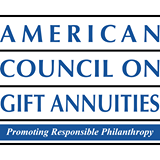 AMERICAN
COUNCIL ON
GIFT ANNUITIES
Promoting Responsible Philanthropy